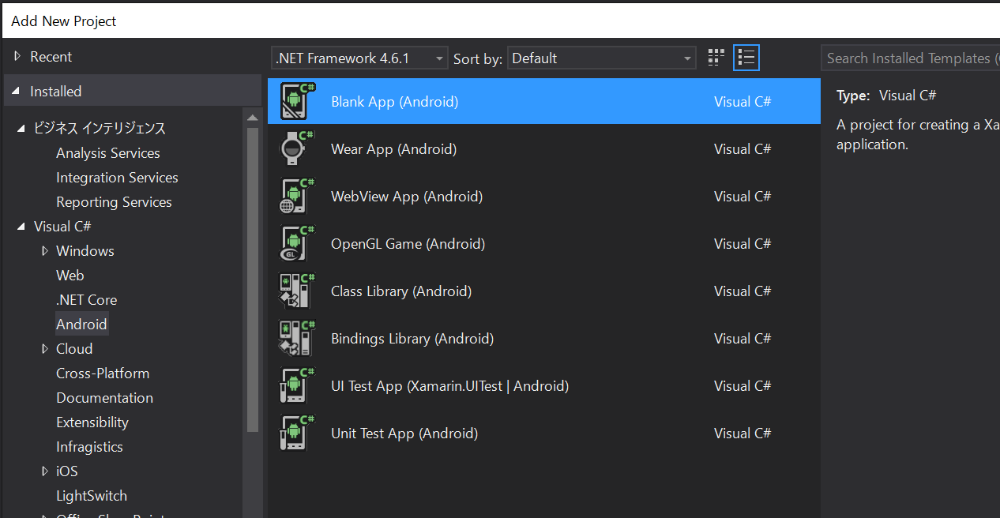 Add New Project
Recent
.NET Framework 4.6.1
Sort by:
Default
Search Installed Templates (
Installed
ビジネス インテリジェンス
Analysis Services
Integration Services
Reporting Services
Visual C#
Windows
Web
.NET Core
Android
Cloud
Cross-Platform
Documentation
Extensibility
Infragistics
iOS
LightSwitch
Blank App (Android) Visual C#
Wear App (Android) Visual C#
WebView App (Android) Visual C#
OpenGL Game (Android) Visual C#
Class Library (Android) Visual C#
Bindings Library (Android) Visual C#
UI Test App (Xamarin.UITest | Android) Visual C#
Unit Test App (Android) Visual C#
Type: Visual C#
A project for creating a Xa
application.